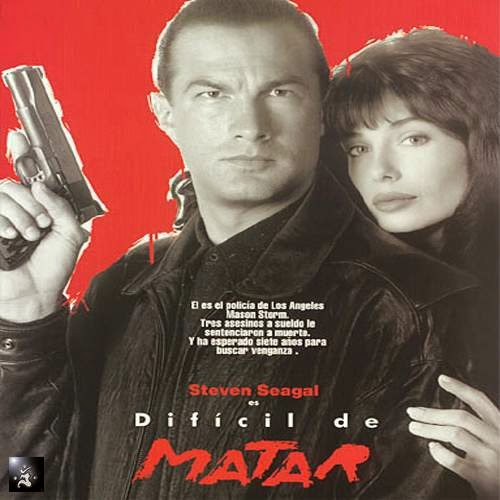 El es el policía de Los Angeles
Mason Storm.
Tres asesinos a sueldo le
sentenciaron a muerto.
Y ha esperado siete años para
buscar venganza .
Steven Seagal
es
Difícil de
MATAR